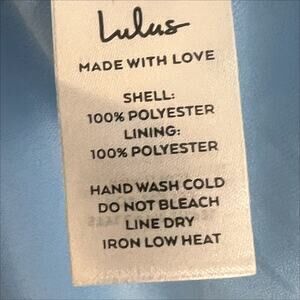 Lulus
MADE WITH LOVE
SHELL:
100% POLYESTER
LINING:
100% POLYESTER
HAND WASH COLD
DO NOT BLEACH
LINE DRY
IRON LOW HEAT